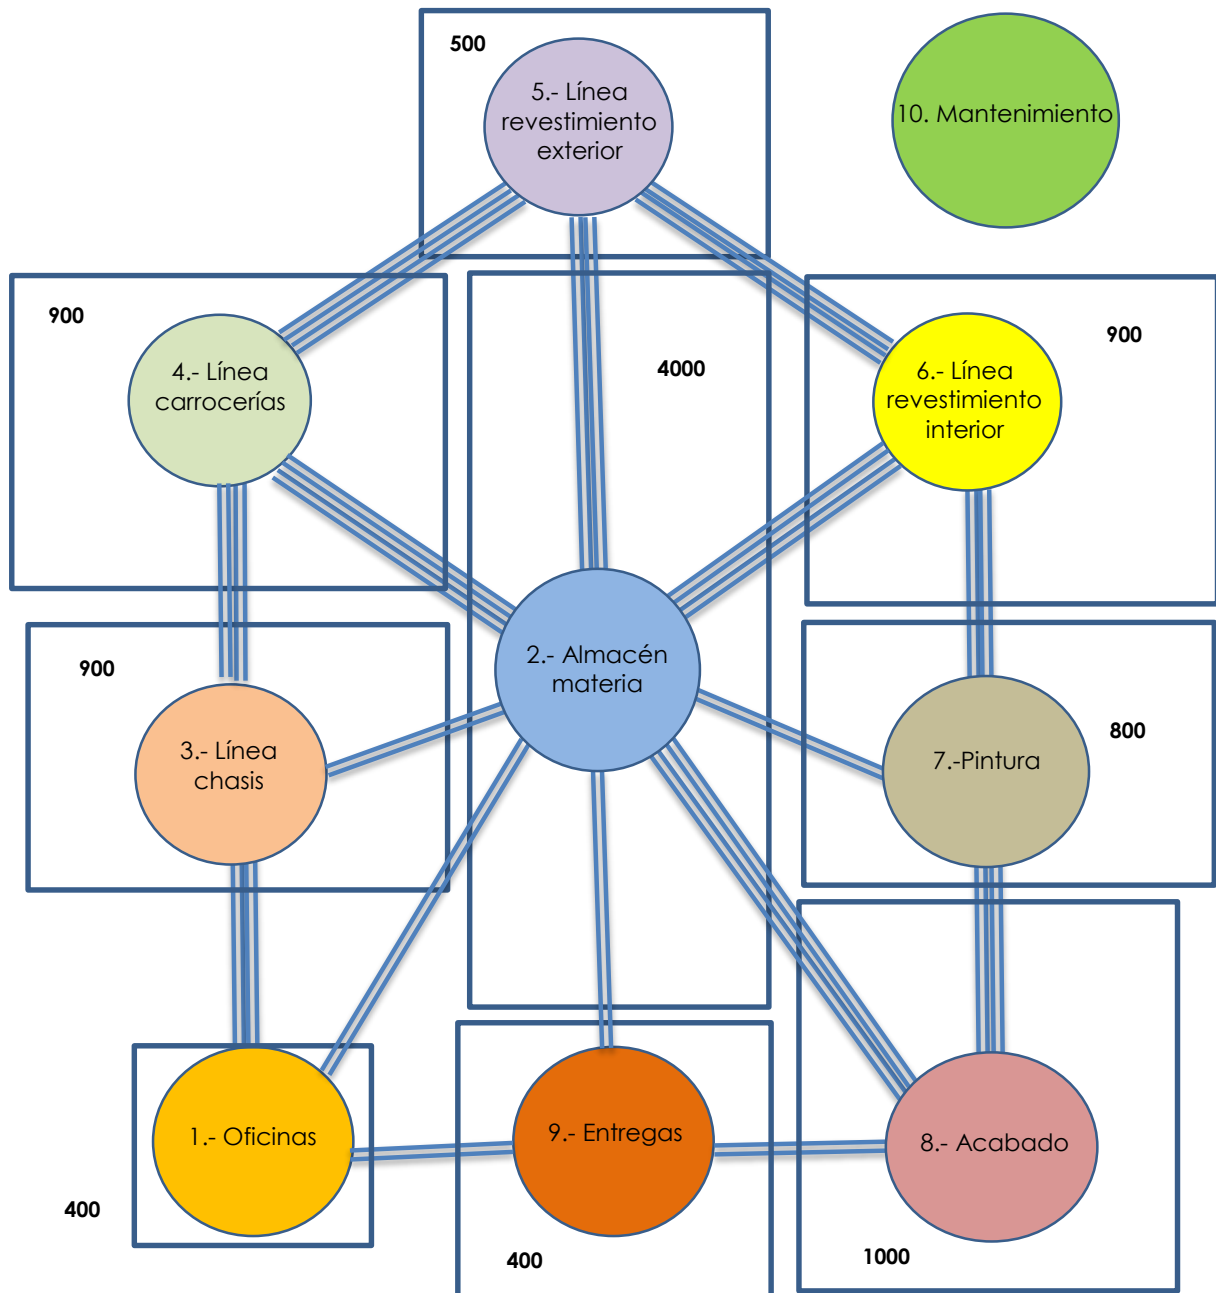 500
5.- Línea
revestimiento
exterior
10. Mantenimiento
900
4.- Línea
carrocerías
4000
900
6.- Línea
revestimiento
interior
900
3.- Línea
chasis
2.- Almacén
materia
800
7.-Pintura
1.- Oficinas
400
9.- Entregas
400
8.- Acabado
1000